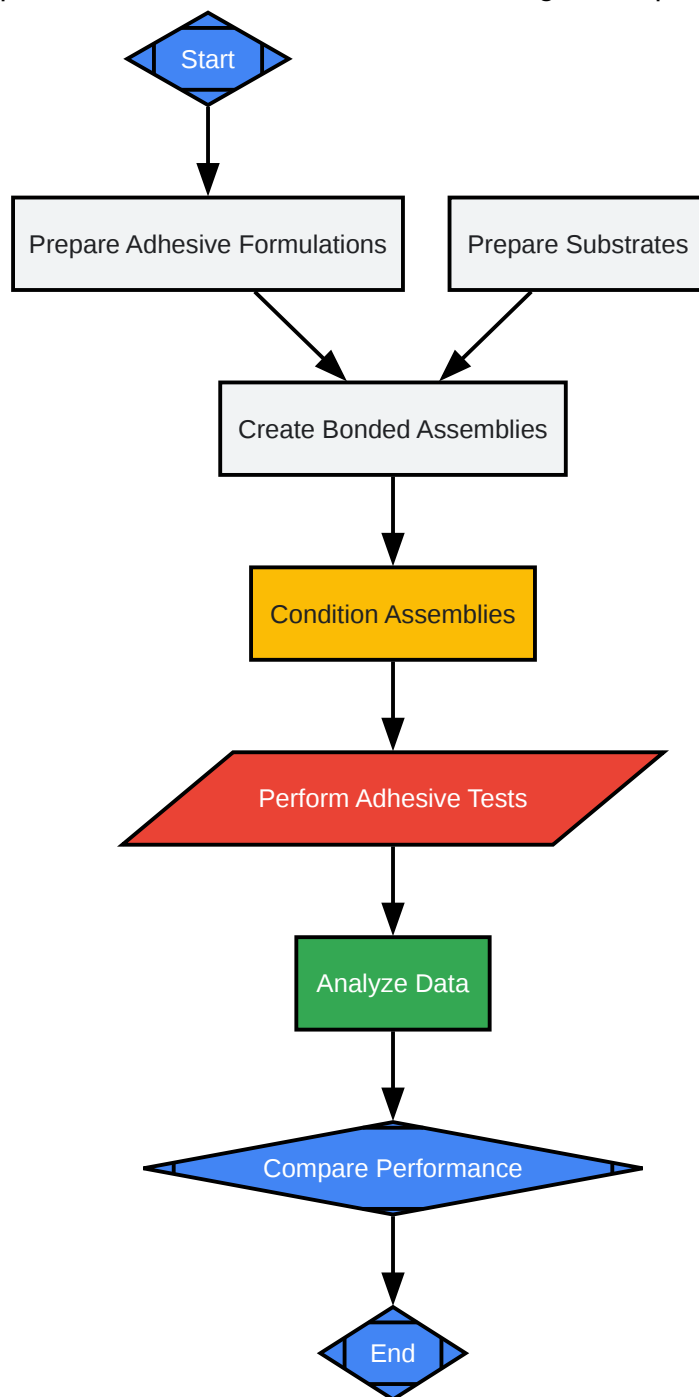 Start
Prepare Adhesive Formulations
Prepare Substrates
Create Bonded Assemblies
Condition Assemblies
Perform Adhesive Tests
Analyze Data
Compare Performance
End